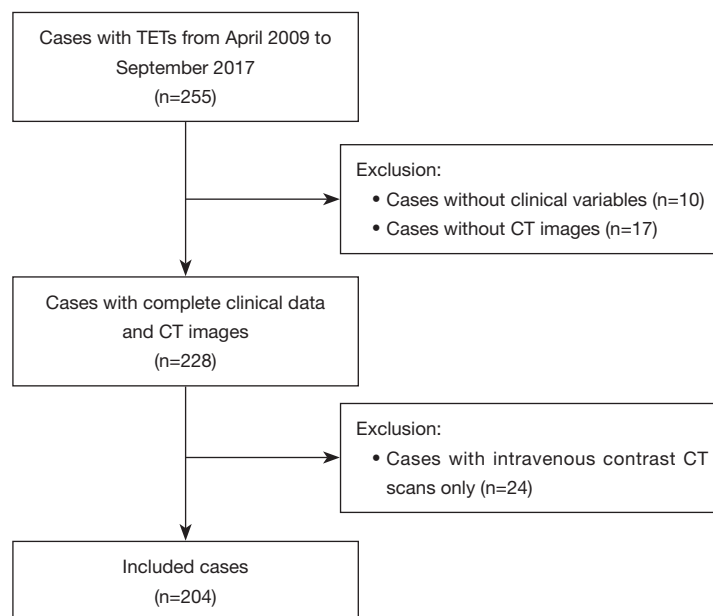 Cases with TETs from April 2009 to
September 2017
(n=255)
Exclusion:
• Cases without clinical variables (n=10)
• Cases without CT images (n=17)
Cases with complete clinical data
and CT images
(n=228)
Exclusion:
• Cases with intravenous contrast CT
scans only (n=24)
Included cases
(n=204)